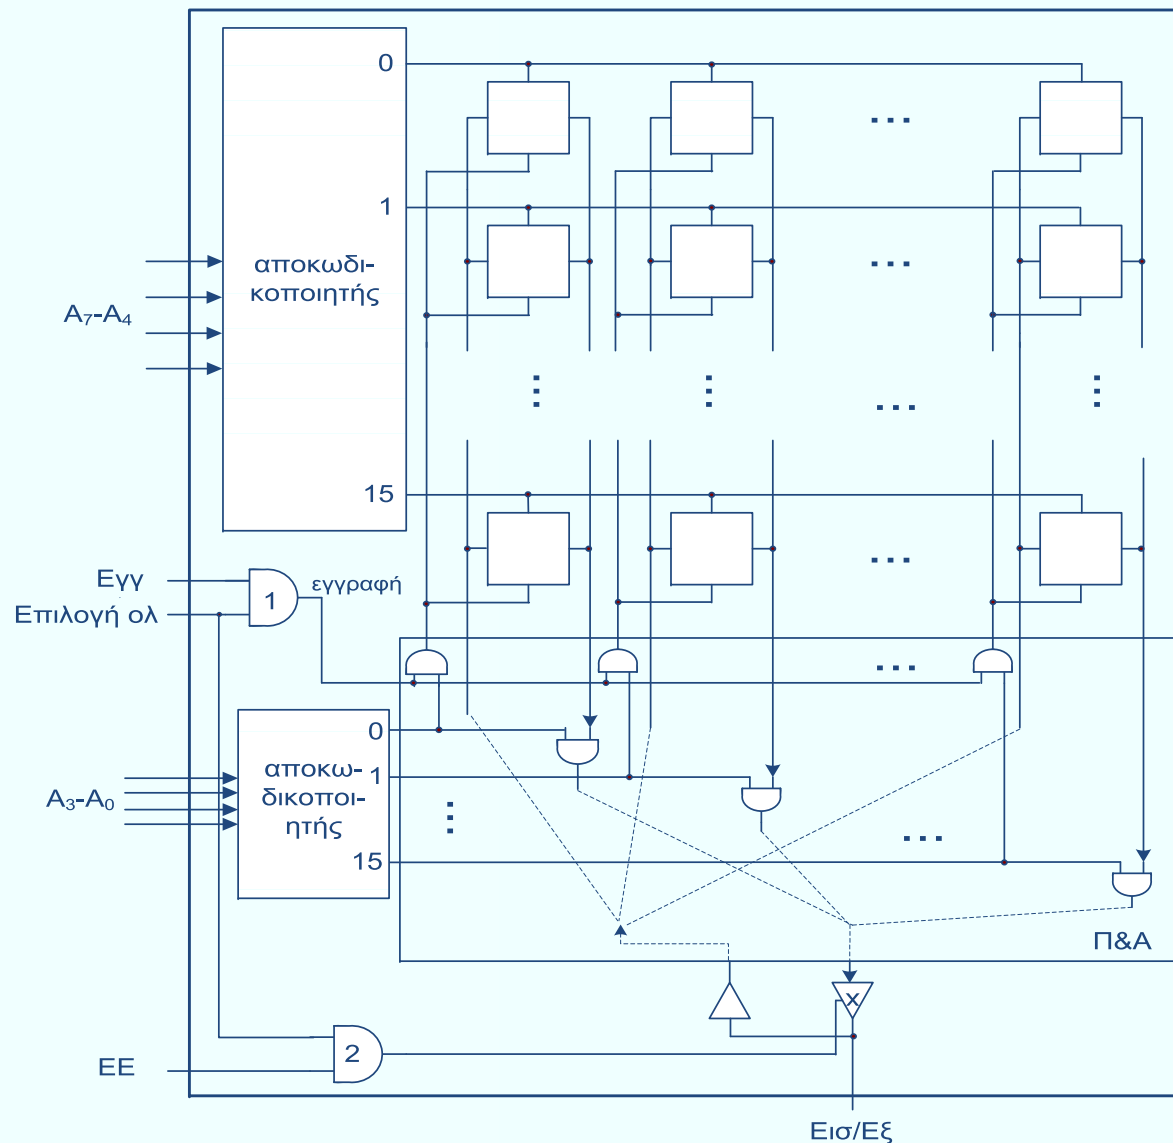 0
1
αποκωδι-
κοποιητής
A₇-A₄
15
Εγγ
εγγραφή
1
Επιλογή ολ
0
αποκω-
1
δικοποι-
A₃-A₀
ητής
15
Π&Α
X
2
ΕΕ
Εισ/Εξ